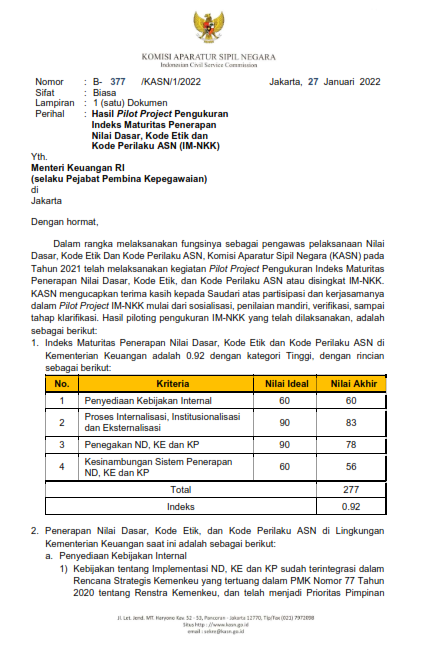 KOMISI APARATUR SIPIL NEGARA
Indonesian Civil Service Commission
Nomor : B- 377 /KASN/1/2022 Jakarta, 27 Januari 2022
Sifat : Biasa
Lampiran : 1 (satu) Dokumen
Perihal : Hasil Pilot Project Pengukuran
Indeks Maturitas Penerapan
Nilai Dasar, Kode Etik dan
Kode Perilaku ASN (IM-NKK)
Yth.
Menteri Keuangan RI
(selaku Pejabat Pembina Kepegawaian)
di
Jakarta
Dengan hormat,
Dalam rangka melaksanakan fungsinya sebagai pengawas pelaksanaan Nilai
Dasar, Kode Etik Dan Kode Perilaku ASN, Komisi Aparatur Sipil Negara (KASN) pada
Tahun 2021 telah melaksanakan kegiatan Pilot Project Pengukuran Indeks Maturitas
Penerapan Nilai Dasar, Kode Etik, dan Kode Perilaku ASN atau disingkat IM-NKK.
KASN mengucapkan terima kasih kepada Saudari atas partisipasi dan kerjasamanya
dalam Pilot Project IM-NKK mulai dari sosialisasi, penilaian mandiri, verifikasi, sampai
tahap klarifikasi. Hasil piloting pengukuran IM-NKK yang telah dilaksanakan, adalah
sebagai berikut:
1. Indeks Maturitas Penerapan Nilai Dasar, Kode Etik dan Kode Perilaku ASN di
Kementerian Keuangan adalah 0.92 dengan kategori Tinggi, dengan rincian
sebagai berikut:
No. Kriteria Nilai Ideal Nilai Akhir
1 Penyediaan Kebijakan Internal 60 60
2 Proses Internalisasi, Institusionalisasi
dan Eksternalisasi 90 83
3 Penegakan ND, KE dan KP 90 78
4 Kesinambungan Sistem Penerapan
ND, KE dan KP 60 56
Total 277
Indeks 0.92
2. Penerapan Nilai Dasar, Kode Etik, dan Kode Perilaku ASN di Lingkungan
Kementerian Keuangan saat ini adalah sebagai berikut:
a. Penyediaan Kebijakan Internal
1) Kebijakan tentang Implementasi ND, KE dan KP sudah terintegrasi dalam
Rencana Strategis Kemenkeu yang tertuang dalam PMK Nomor 77 Tahun
2020 tentang Renstra Kemenkeu, dan telah menjadi Prioritas Pimpinan
Jl. Let. Jend. MT. Haryono Kav. 52 - 53, Pancoran - Jakarta 12770, Tlp/Fax (021) 7972098
Situs http : //www.kasn.go.id
email : sekre@kasn.go.id